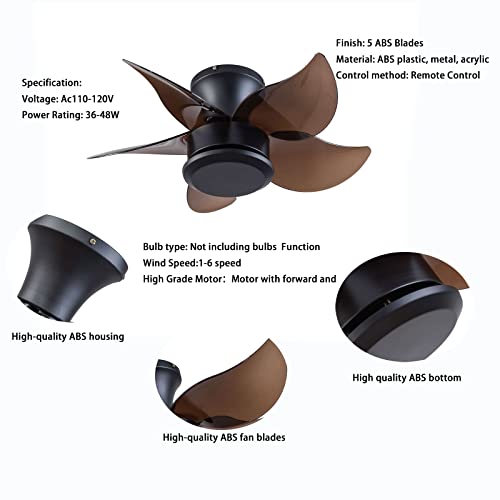 Finish: 5 ABS Blades
Material: ABS plastic, metal, acrylic
Control method: Remote Control
Specification:
Voltage: Ac110-120V
Power Rating: 36-48W
Bulb type: Not including bulbs Function
Wind Speed:1-6 speed
High Grade Motor：Motor with forward and
High-quality ABS housing
High quality ABS bottom
High-quality ABS fan blades